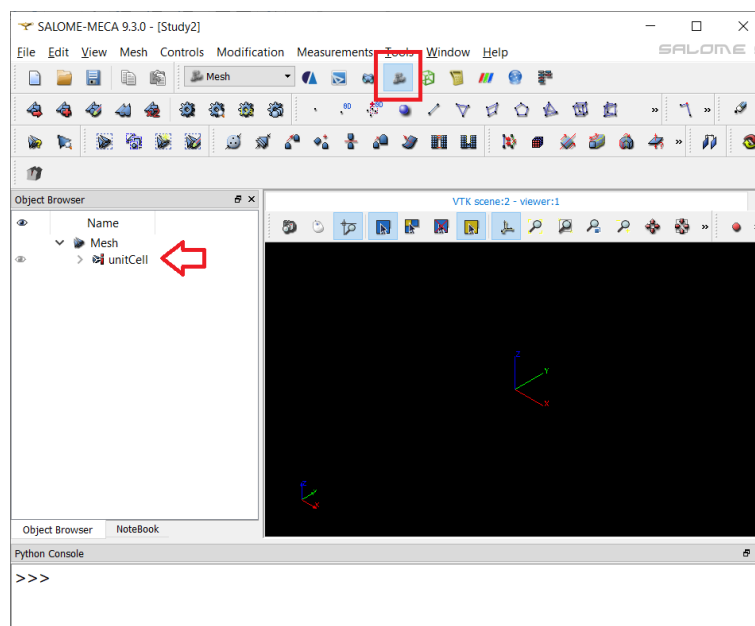 SALOME-MECA 9.3.0 - [Study2]
File Edit View Mesh Controls Modification Measurements Tools Window Help
SALOME
Mesh
Object Browser
VTK scene:2 - viewer:1
Name
Mesh
unitCell
Z
Y
X
Z
X
Object Browser
NoteBook
Python Console
>>>